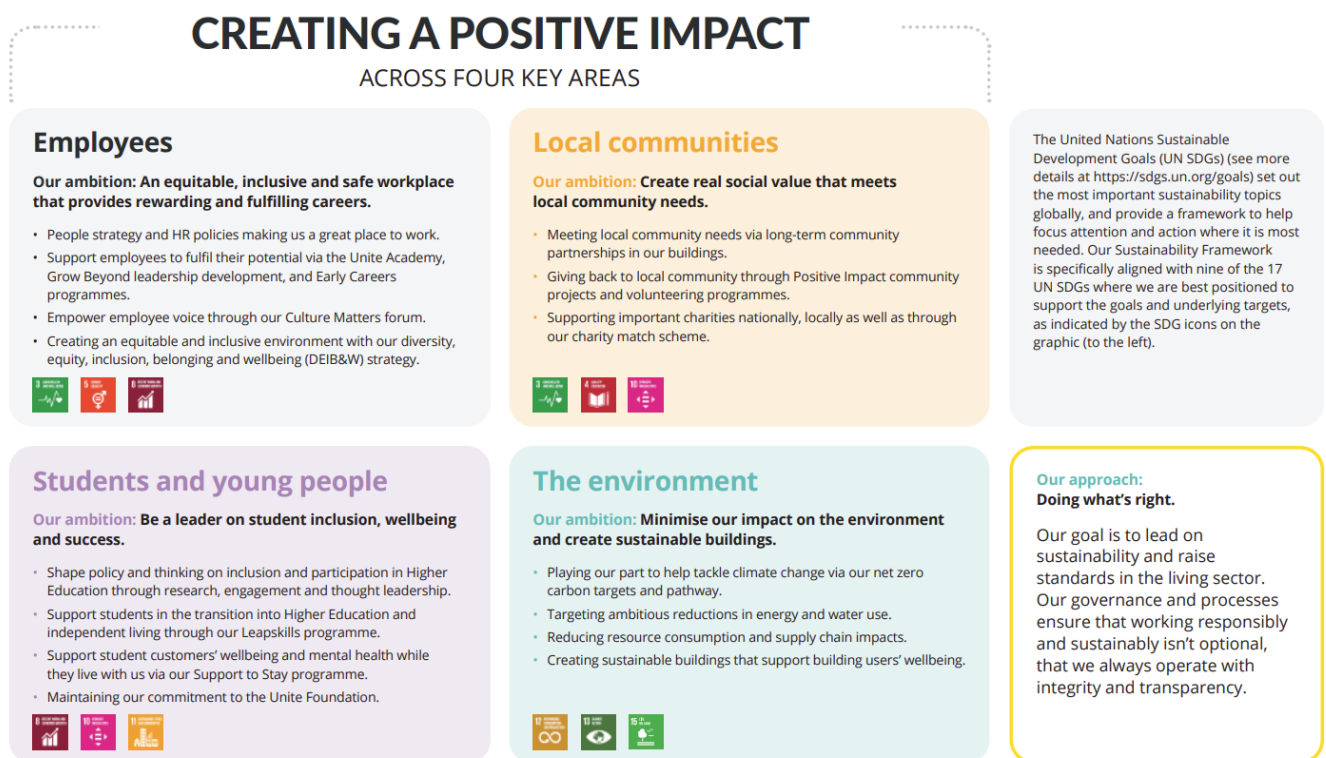 CREATING A POSITIVE IMPACT
ACROSS FOUR KEY AREAS
Employees
Our ambition: An equitable, inclusive and safe workplace
that provides rewarding and fulfilling careers.
• People strategy and HR policies making us a great place to work.
• Support employees to fulfil their potential via the Unite Academy,
Grow Beyond leadership development, and Early Careers
programmes.
• Empower employee voice through our Culture Matters forum.
• Creating an equitable and inclusive environment with our diversity,
equity, inclusion, belonging and wellbeing (DEIB&W) strategy.
3
5
8
Local communities
Our ambition: Create real social value that meets
local community needs.
• Meeting local community needs via long-term community
partnerships in our buildings.
• Giving back to local community through Positive Impact community
projects and volunteering programmes.
• Supporting important charities nationally, locally as well as through
our charity match scheme.
3
4
10
The United Nations Sustainable
Development Goals (UN SDGs) (see more
details at https://sdgs.un.org/goals) set out
the most important sustainability topics
globally, and provide a framework to help
focus attention and action where it is most
needed. Our Sustainability Framework
is specifically aligned with nine of the 17
UN SDGs where we are best positioned to
support the goals and underlying targets,
as indicated by the SDG icons on the
graphic (to the left).
Students and young people
Our ambition: Be a leader on student inclusion, wellbeing
and success.
• Shape policy and thinking on inclusion and participation in Higher
Education through research, engagement and thought leadership.
• Support students in the transition into Higher Education and
independent living through our Leapskills programme.
• Support student customers’ wellbeing and mental health while
they live with us via our Support to Stay programme.
• Maintaining our commitment to the Unite Foundation.
8
10
11
The environment
Our ambition: Minimise our impact on the environment
and create sustainable buildings.
• Playing our part to help tackle climate change via our net zero
carbon targets and pathway.
• Targeting ambitious reductions in energy and water use.
• Reducing resource consumption and supply chain impacts.
• Creating sustainable buildings that support building users’ wellbeing.
12
13
15
Our approach:
Doing what’s right.
Our goal is to lead on
sustainability and raise
standards in the living sector.
Our governance and processes
ensure that working responsibly
and sustainably isn’t optional,
that we always operate with
integrity and transparency.